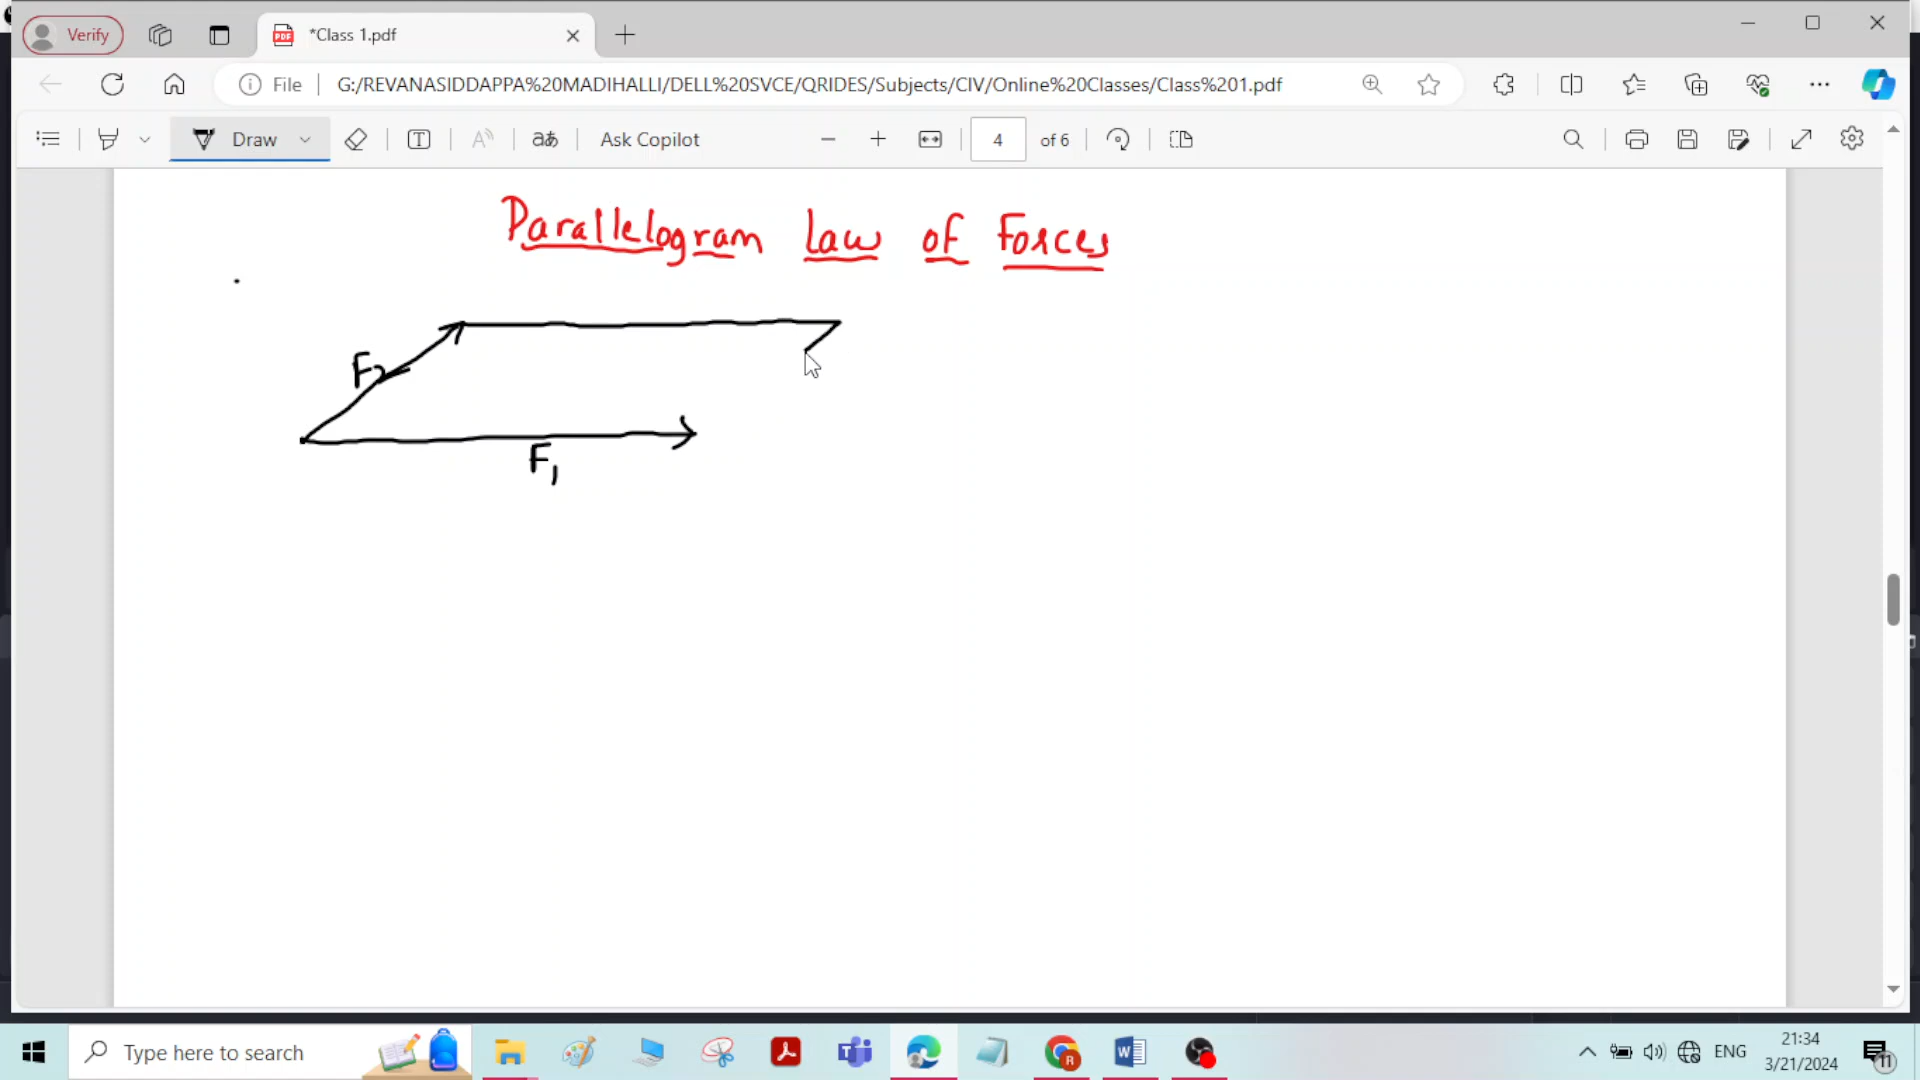 Verify
*Class 1.pdf
File
G:/REVANASIDDAPPA%20MADIHALLI/DELL%20SVCE/QRIDES/Subjects/CIV/Online%20Classes/Class%201.pdf
Draw
Ask Copilot
4 of 6
Parallelogram Law of Forces
F2
F1
Type here to search
ENG
21:34
3/21/2024
11